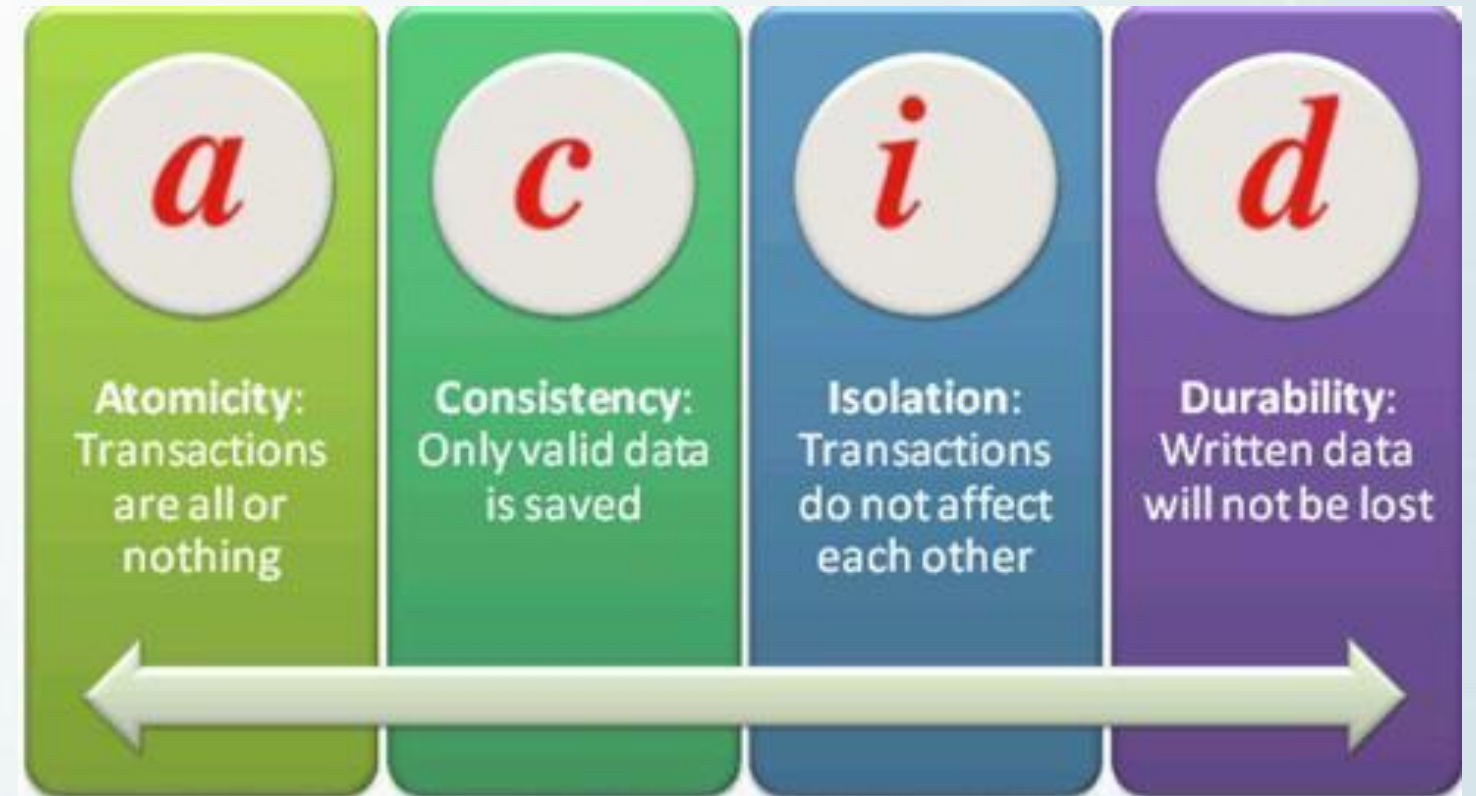 a
c
i
d
Atomicity:
Transactions
are all or
nothing
Consistency:
Only valid data
is saved
Isolation:
Transactions
do not affect
each other
Durability:
Written data
will not be lost